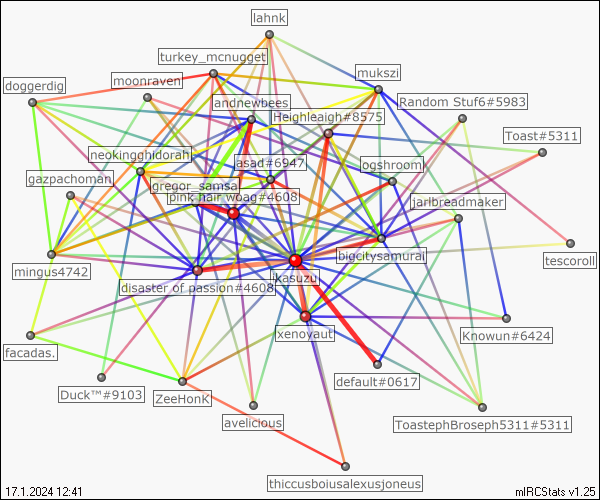 lahnk
turkey_mcnugget
mukszi
doggerdig
moonraven
andnewbees
Random Stuf6#5983
Heighleaigh#8575
Toast#5311
neokingghidorah
asad#6947
ogshroom
gazpachoman
gregor_samsa
pink hair woag#4608
jarlbreadmaker
mingus4742
disaster of passion#4608
ikasuzu
bigcitysamurai
tescoroll
xenoyaut
Knowun#6424
facadas.
Duck™#9103
ZeeHonK
default#0617
avelicious
ToastephBroseph5311#5311
thiccusboiusalexusjoneus
17.1.2024 12:41
mIRCStats v1.25